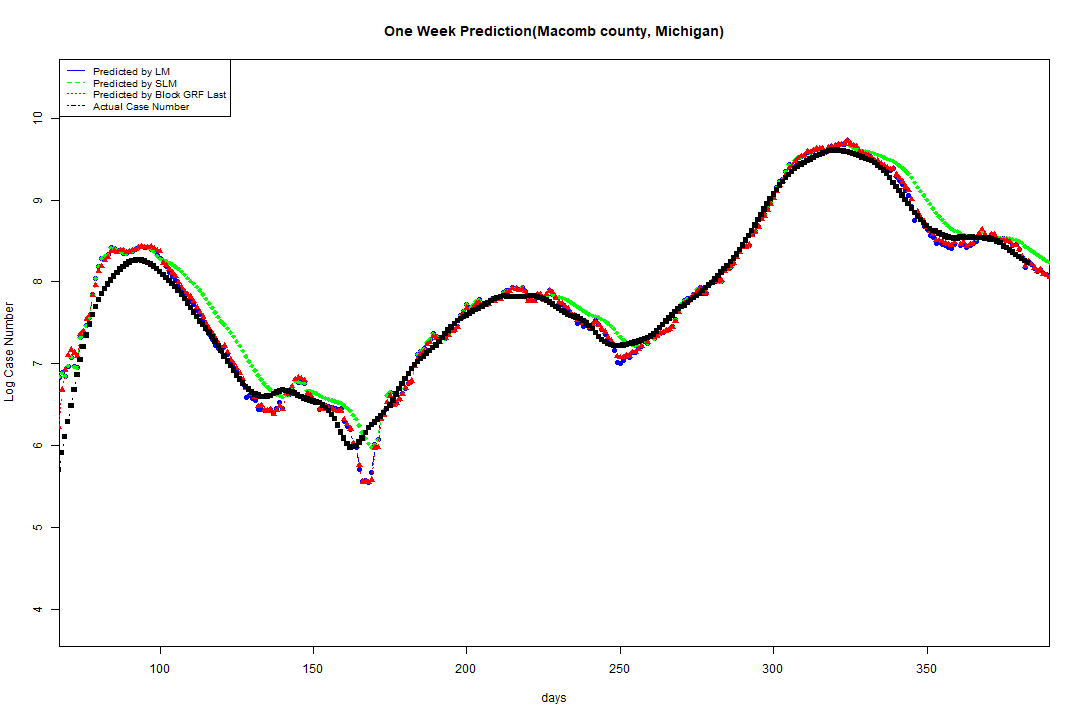 One Week Prediction(Macomb county, Michigan)
Predicted by LM
Predicted by SLM
Predicted by Block GRF Last
Actual Case Number
10
9
8
7
6
5
4
Log Case Number
100 150 200 250 300 350
days